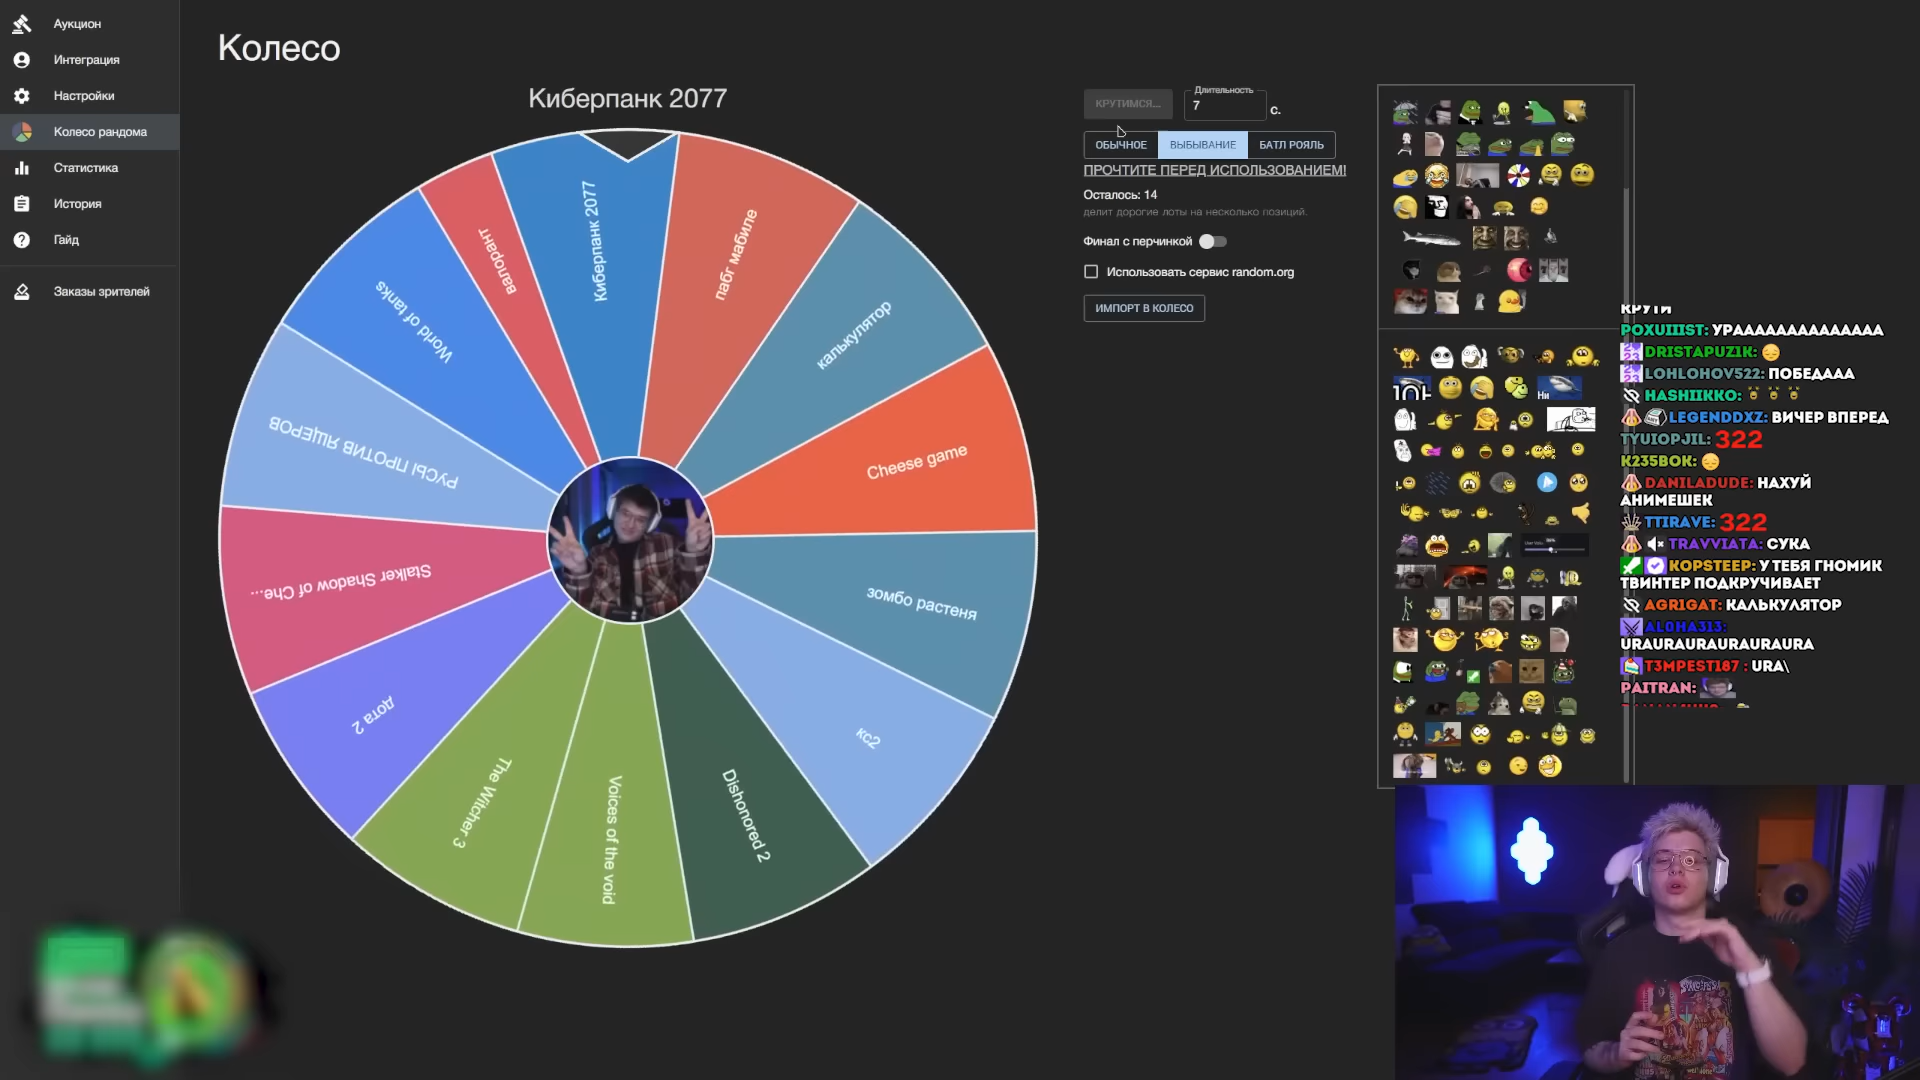 Аукцион
Интеграция
Настройки
Колесо рандома
Статистика
История
Гайд
Заказы зрителей
Колесо
Киберпанк 2077
Киберпанк 2077
пабг мабиле
калькулятор
Cheese game
зомбо растеня
кс2
Dishonored 2
Voices of the void
The Witcher 3
дота 2
Stalker Shadow of Che...
РУСЫ ПРОТИВ ЯЩЕРОВ
World of tanks
валорант
КРУТИМСЯ...
Длительность
7
с.
ОБЫЧНОЕ
ВЫБЫВАНИЕ
БАТЛ РОЯЛЬ
ПРОЧТИТЕ ПЕРЕД ИСПОЛЬЗОВАНИЕМ!
Осталось: 14
делит дорогие лоты на несколько позиций.
Финал с перчинкой
Использовать сервис random.org
ИМПОРТ В КОЛЕСО
КРУТИ
POXUIIIST: УРАААААААААААААА
DRISTAPUZIK:
LOHLOHOV522: ПОБЕДААА
HASHIIKKO:
LEGENDDXZ: ВИЧЕР ВПЕРЕД
TYUIOPJIL: 322
K235BOK:
DANILADUDE: НАХУЙ
АНИМЕШЕК
TTIRAVE: 322
TRAVVIATA: СУКА
KOPSTEEP: У ТЕБЯ ГНОМИК
ТВИНТЕР ПОДКРУЧИВАЕТ
AGRIGAT: КАЛЬКУЛЯТОР
ALOHA313:
URAURAURAURAURAURA
T3MPEST187 : URA\
PAITRAN: